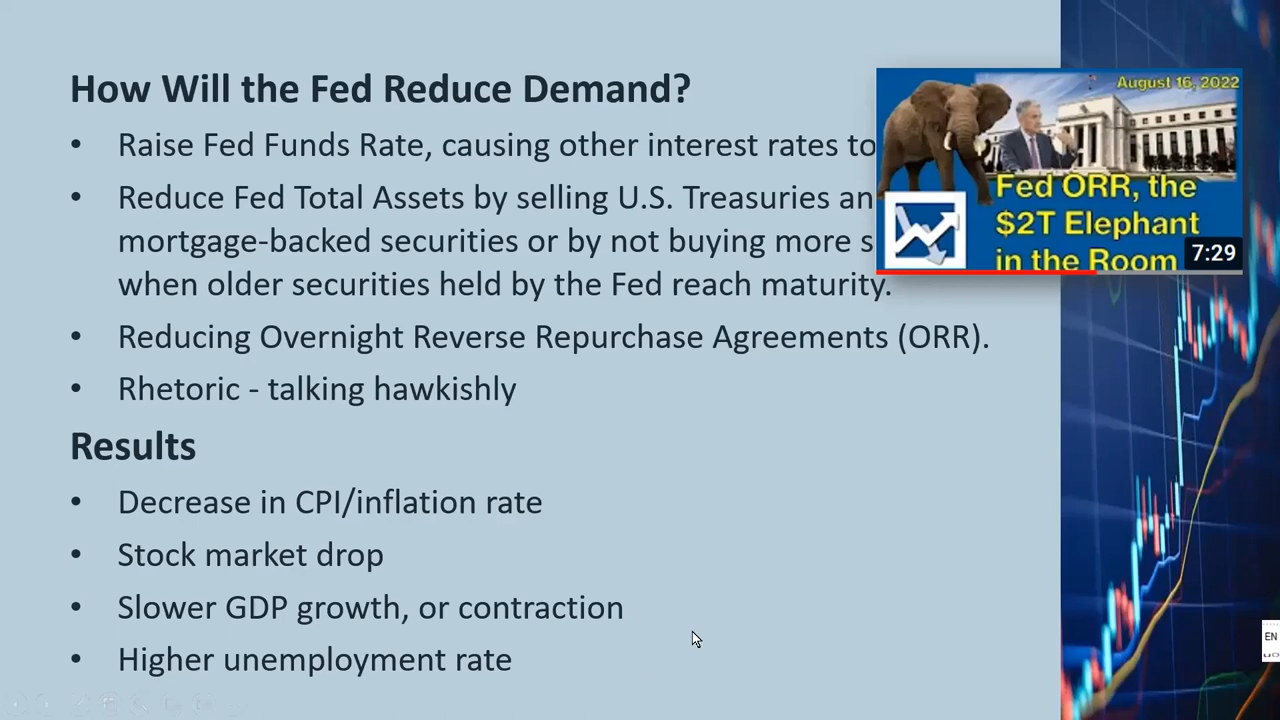 How Will the Fed Reduce Demand?
• Raise Fed Funds Rate, causing other interest rates to
• Reduce Fed Total Assets by selling U.S. Treasuries an
mortgage-backed securities or by not buying more s
when older securities held by the Fed reach maturity.
• Reducing Overnight Reverse Repurchase Agreements (ORR).
• Rhetoric - talking hawkishly
Results
• Decrease in CPI/inflation rate
• Stock market drop
• Slower GDP growth, or contraction
• Higher unemployment rate
August 16, 2022
Fed ORR, the
$2T Elephant
in the Room
7:29
EN